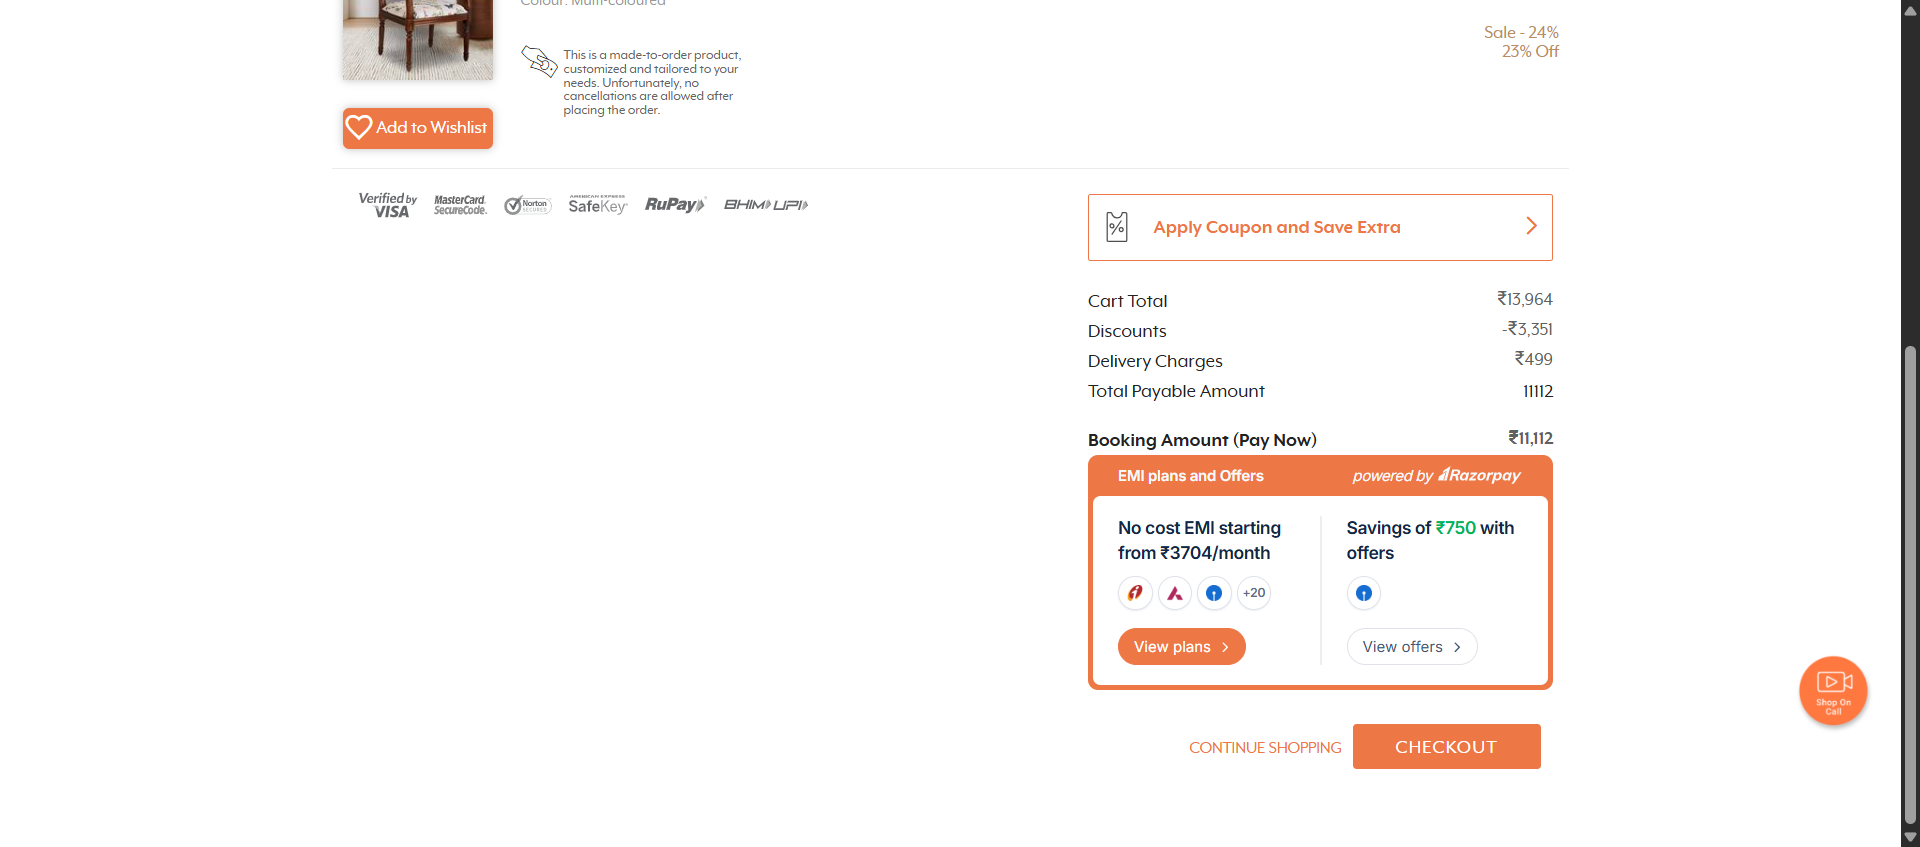 Colour: Multi-coloured
Sale - 24%
23% Off
This is a made-to-order product,
customized and tailored to your
needs. Unfortunately, no
cancellations are allowed after
placing the order.
Add to Wishlist
Verified by
VISA
MasterCard.
SecureCode.
Norton
SECURED
AMERICAN EXPRESS
SafeKey
RuPay
BHIM UPI
Apply Coupon and Save Extra
Cart Total ₹13,964
Discounts -₹3,351
Delivery Charges ₹499
Total Payable Amount 11112
Booking Amount (Pay Now) ₹11,112
EMI plans and Offers powered by Razorpay
No cost EMI starting
from ₹3704/month
+20
View plans
Savings of ₹750 with
offers
View offers
Shop On
Call
CONTINUE SHOPPING CHECKOUT